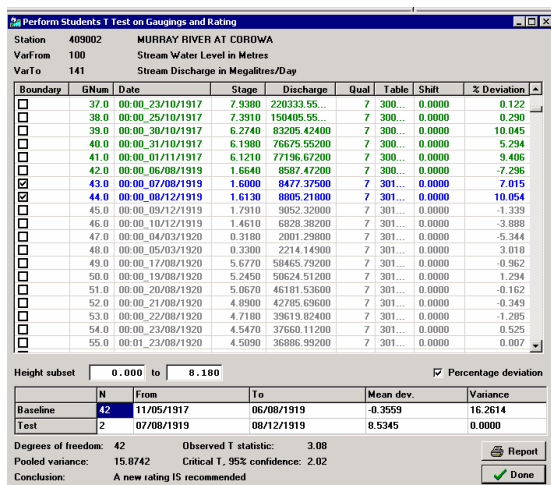 Perform Students T Test on Gaugings and Rating
Station 409002 MURRAY RIVER AT COROWA
VarFrom 100 Stream Water Level in Metres
VarTo 141 Stream Discharge in Megalitres/Day
Boundary GNum Date Stage Discharge Qual Table Shift % Deviation
37.0 00:00_23/10/1917 7.9380 220333.55... 7 300... 0.0000 0.122
38.0 00:00_25/10/1917 7.3910 150405.55... 7 300... 0.0000 0.290
39.0 00:00_30/10/1917 6.2740 83205.42400 7 300... 0.0000 10.045
40.0 00:00_31/10/1917 6.1980 76675.55200 7 300... 0.0000 5.294
41.0 00:00_01/11/1917 6.1210 77196.67200 7 300... 0.0000 9.406
42.0 00:00_06/08/1919 1.6640 8587.47200 7 300... 0.0000 -7.296
43.0 00:00_07/08/1919 1.6000 8477.37500 7 301... 0.0000 7.015
44.0 00:00_08/12/1919 1.6130 8805.21800 7 301... 0.0000 10.054
45.0 00:00_09/12/1919 1.7910 9052.32000 7 301... 0.0000 -1.339
46.0 00:00_10/12/1919 1.4610 6828.38200 7 301... 0.0000 -3.888
47.0 00:00_04/03/1920 0.3180 2001.29800 7 301... 0.0000 -5.344
48.0 00:00_05/03/1920 0.3300 2214.14900 7 301... 0.0000 3.018
49.0 00:00_17/08/1920 5.6770 58465.79200 7 301... 0.0000 -0.962
50.0 00:00_19/08/1920 5.2450 50624.51200 7 301... 0.0000 1.294
51.0 00:00_20/08/1920 5.0670 46181.53600 7 301... 0.0000 -0.162
52.0 00:00_21/08/1920 4.8900 42785.69600 7 301... 0.0000 -0.349
53.0 00:00_22/08/1920 4.7180 39619.82400 7 301... 0.0000 -1.285
54.0 00:00_23/08/1920 4.5470 37660.11200 7 301... 0.0000 0.525
55.0 00:01_23/08/1920 4.5090 36886.99200 7 301... 0.0000 0.007
Height subset 0.000 to 8.180 Percentage deviation
N From To Mean dev. Variance
Baseline 42 11/05/1917 06/08/1919 -0.3559 16.2614
Test 2 07/08/1919 08/12/1919 8.5345 0.0000
Degrees of freedom: 42 Observed T statistic: 3.08
Report
Pooled variance: 15.8742 Critical T, 95% confidence: 2.02
Conclusion: A new rating IS recommended
Done